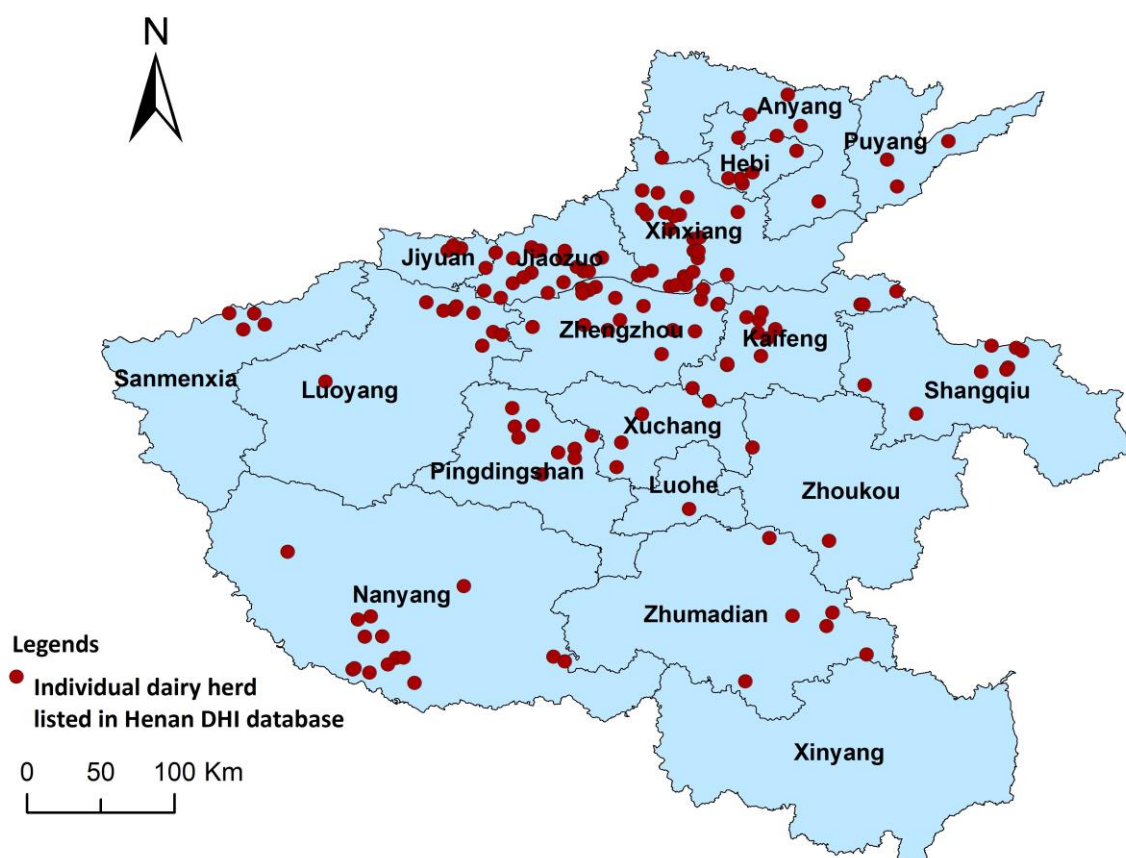 N
Anyang
Puyang
Hebi
Xinxiang
Jiyuan
Jiaozuo
Zhengzhou
Kaifeng
Sanmenxia
Luoyang
Shangqiu
Xuchang
Pingdingshan
Luohe
Zhoukou
Nanyang
Zhumadian
Legends
Individual dairy herd
listed in Henan DHI database
Xinyang
0 50 100 Km